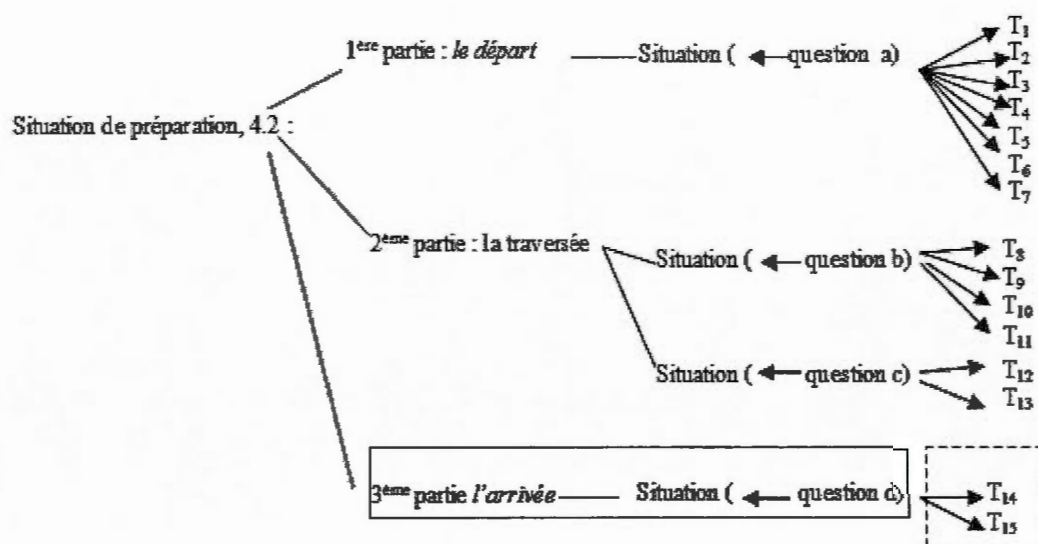 1ère partie : le départ Situation ( question a)
T1
T2
T3
T4
T5
T6
T7
Situation de préparation, 4.2 :
2ème partie : la traversée
Situation ( question b)
T8
T9
T10
T11
Situation ( question c)
T12
T13
3ème partie l'arrivée Situation ( question d)
T14
T15